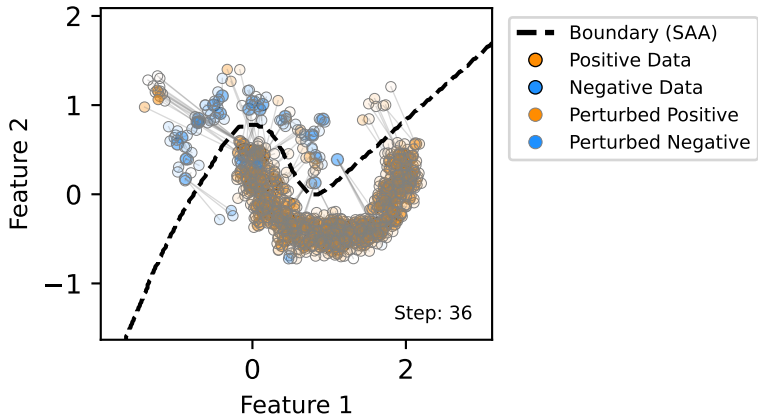 2
1
0
−1
Feature 2
0
2
Feature 1
Step: 36
Boundary (SAA)
Positive Data
Negative Data
Perturbed Positive
Perturbed Negative